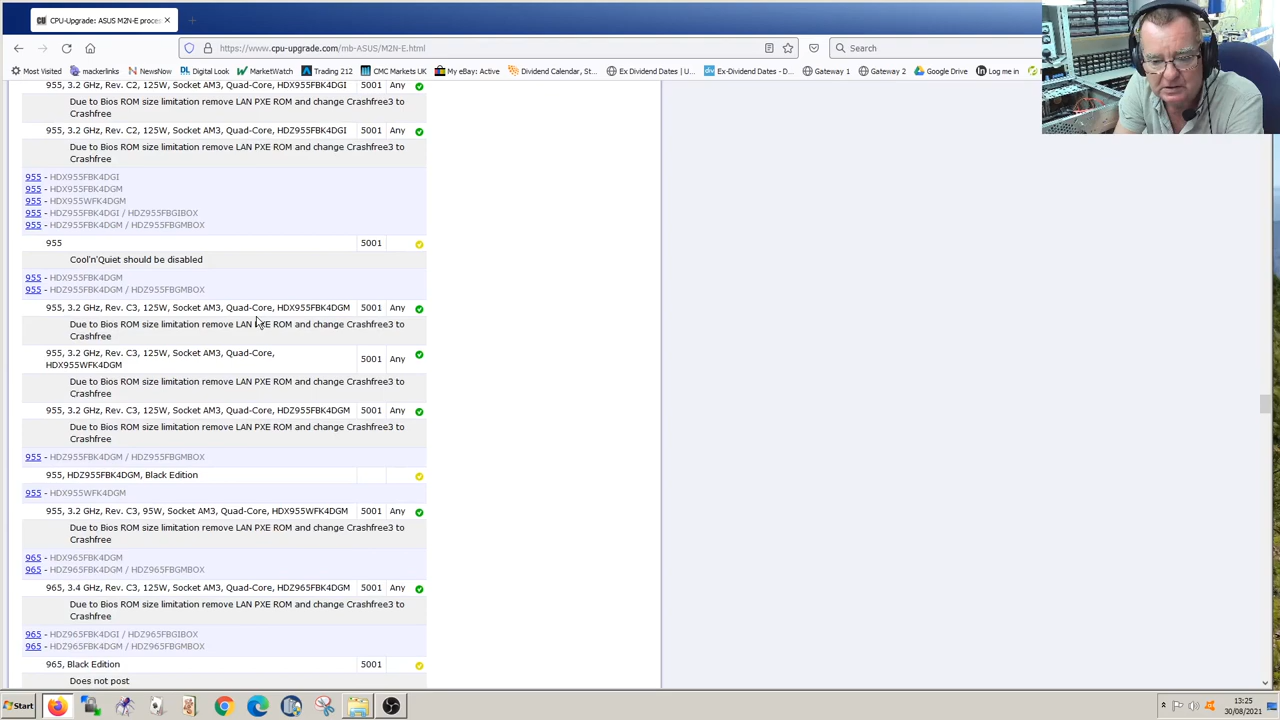 CPU-Upgrade: ASUS M2N-E proces
https://www.cpu-upgrade.com/mb-ASUS/M2N-E.html
Search
Most Visited
mackerlinks
NewsNow
Digital Look
MarketWatch
Trading 212
CMC Markets UK
My eBay: Active
Dividend Calendar, St...
Ex Dividend Dates | U...
Ex-Dividend Dates - D...
Gateway 1
Gateway 2
Google Drive
Log me in
955, 3.2 GHz, Rev. C2, 125W, Socket AM3, Quad-Core, HDX955FBK4DGI 5001 Any
Due to Bios ROM size limitation remove LAN PXE ROM and change Crashfree3 to
Crashfree
955, 3.2 GHz, Rev. C2, 125W, Socket AM3, Quad-Core, HDZ955FBK4DGI 5001 Any
Due to Bios ROM size limitation remove LAN PXE ROM and change Crashfree3 to
Crashfree
955 - HDX955FBK4DGI
955 - HDX955FBK4DGM
955 - HDX955WFK4DGM
955 - HDZ955FBK4DGI / HDZ955FBGIBOX
955 - HDZ955FBK4DGM / HDZ955FBGMBOX
955 5001
Cool'n'Quiet should be disabled
955 - HDX955FBK4DGM
955 - HDZ955FBK4DGM / HDZ955FBGMBOX
955, 3.2 GHz, Rev. C3, 125W, Socket AM3, Quad-Core, HDX955FBK4DGM 5001 Any
Due to Bios ROM size limitation remove LAN PXE ROM and change Crashfree3 to
Crashfree
955, 3.2 GHz, Rev. C3, 125W, Socket AM3, Quad-Core,
HDX955WFK4DGM 5001 Any
Due to Bios ROM size limitation remove LAN PXE ROM and change Crashfree3 to
Crashfree
955, 3.2 GHz, Rev. C3, 125W, Socket AM3, Quad-Core, HDZ955FBK4DGM 5001 Any
Due to Bios ROM size limitation remove LAN PXE ROM and change Crashfree3 to
Crashfree
955 - HDZ955FBK4DGM / HDZ955FBGMBOX
955, HDZ955FBK4DGM, Black Edition
955 - HDX955WFK4DGM
955, 3.2 GHz, Rev. C3, 95W, Socket AM3, Quad-Core, HDX955WFK4DGM 5001 Any
Due to Bios ROM size limitation remove LAN PXE ROM and change Crashfree3 to
Crashfree
965 - HDX965FBK4DGM
965 - HDZ965FBK4DGM / HDZ965FBGMBOX
965, 3.4 GHz, Rev. C3, 125W, Socket AM3, Quad-Core, HDZ965FBK4DGM 5001 Any
Due to Bios ROM size limitation remove LAN PXE ROM and change Crashfree3 to
Crashfree
965 - HDZ965FBK4DGI / HDZ965FBGIBOX
965 - HDZ965FBK4DGM / HDZ965FBGMBOX
965, Black Edition 5001
Does not post
Start
13:25
30/08/2021